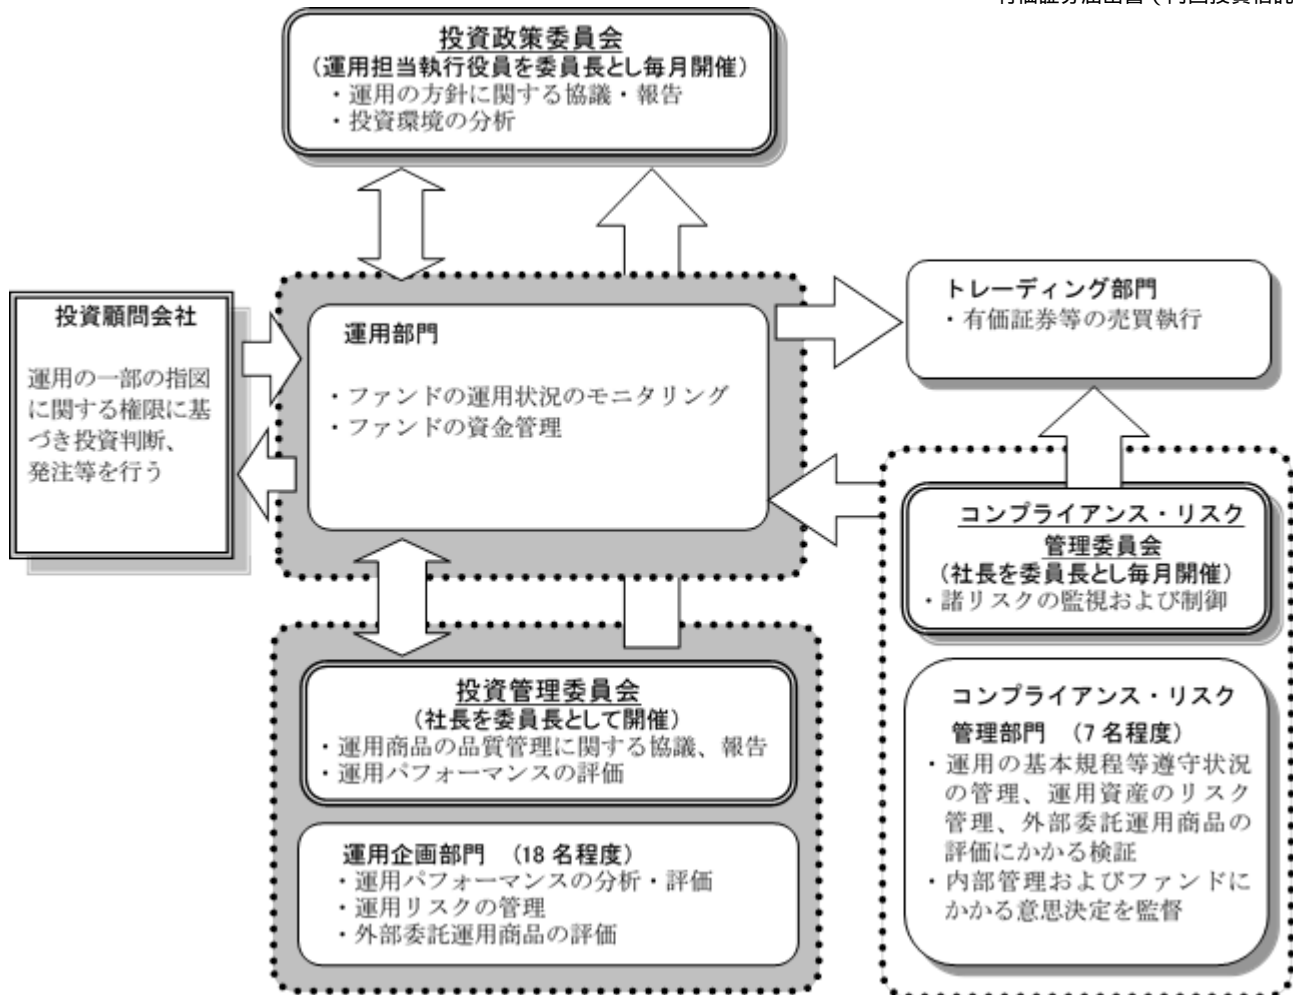 投資政策委員会
（運用担当執行役員を委員長とし毎月開催）
・運用の方針に関する協議・報告
・投資環境の分析
投資顧問会社
運用の一部の指図
に関する権限に基
づき投資判断、
発注等を行う
運用部門
・ファンドの運用状況のモニタリング
・ファンドの資金管理
トレーディング部門
・有価証券等の売買執行
コンプライアンス・リスク
管理委員会
（社長を委員長とし毎月開催）
・諸リスクの監視および制御
投資管理委員会
（社長を委員長として開催）
・運用商品の品質管理に関する協議、報告
・運用パフォーマンスの評価
運用企画部門　（18 名程度）
・運用パフォーマンスの分析・評価
・運用リスクの管理
・外部委託運用商品の評価
コンプライアンス・リスク
管理部門　（7 名程度）
・運用の基本規程等遵守状況
の管理、運用資産のリスク
管理、外部委託運用商品の
評価にかかる検証
・内部管理およびファンドに
かかる意思決定を監督